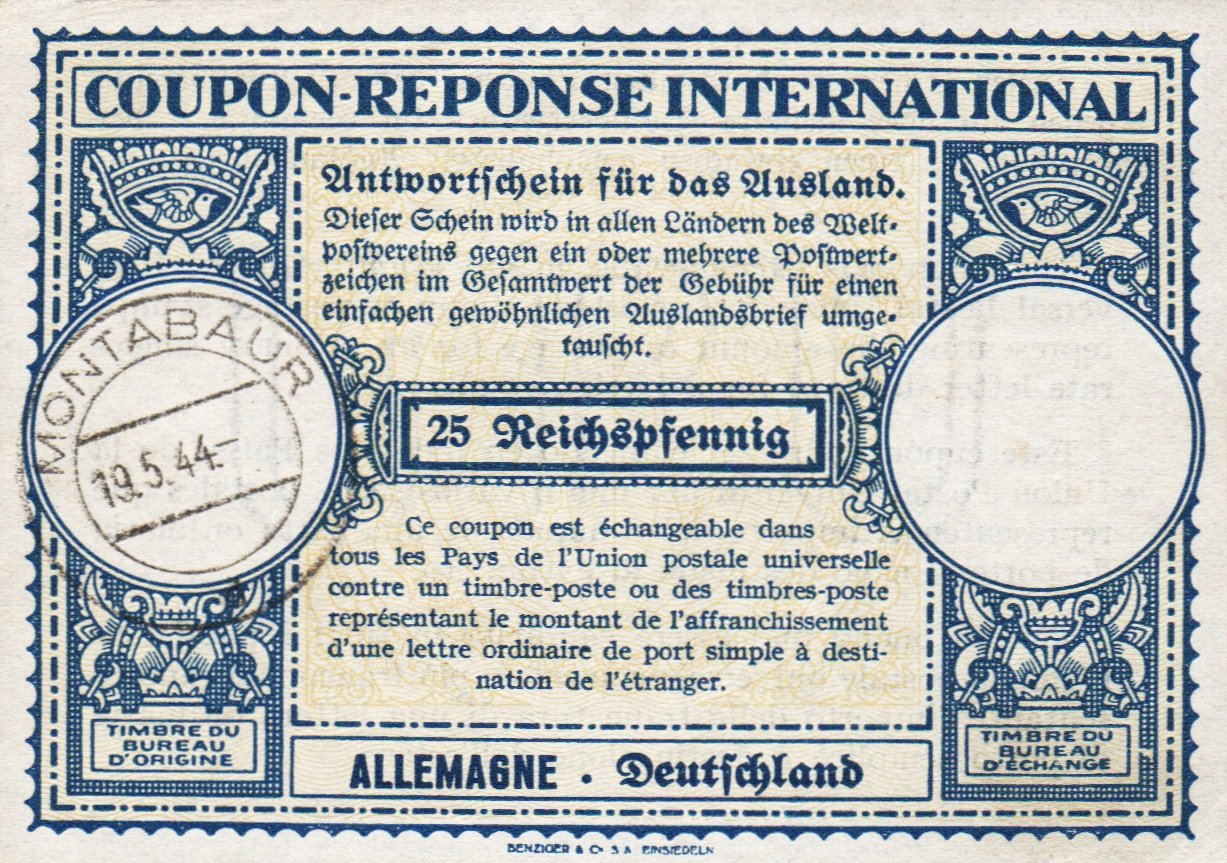 COUPON-REPONSE INTERNATIONAL
Antwortschein für das Ausland.
Dieser Schein wird in allen Ländern des Welt-
postvereins gegen ein oder mehrere Postwert-
zeichen im Gesamtwert der Gebühr für einen
einfachen gewöhnlichen Auslandsbrief umge-
tauscht.
MONTABAUR
19.5.44.-
25 Reichspfennig
Ce coupon est échangeable dans
tous les Pays de l'Union postale universelle
contre un timbre-poste ou des timbres-poste
représentant le montant de l'affranchissement
d'une lettre ordinaire de port simple à desti-
nation de l'étranger.
TIMBRE DU
BUREAU
D'ORIGINE
TIMBRE DU
BUREAU
D'ÉCHANGE
ALLEMAGNE · Deutschland
BENZIGER & Co S A EINSIEDELN